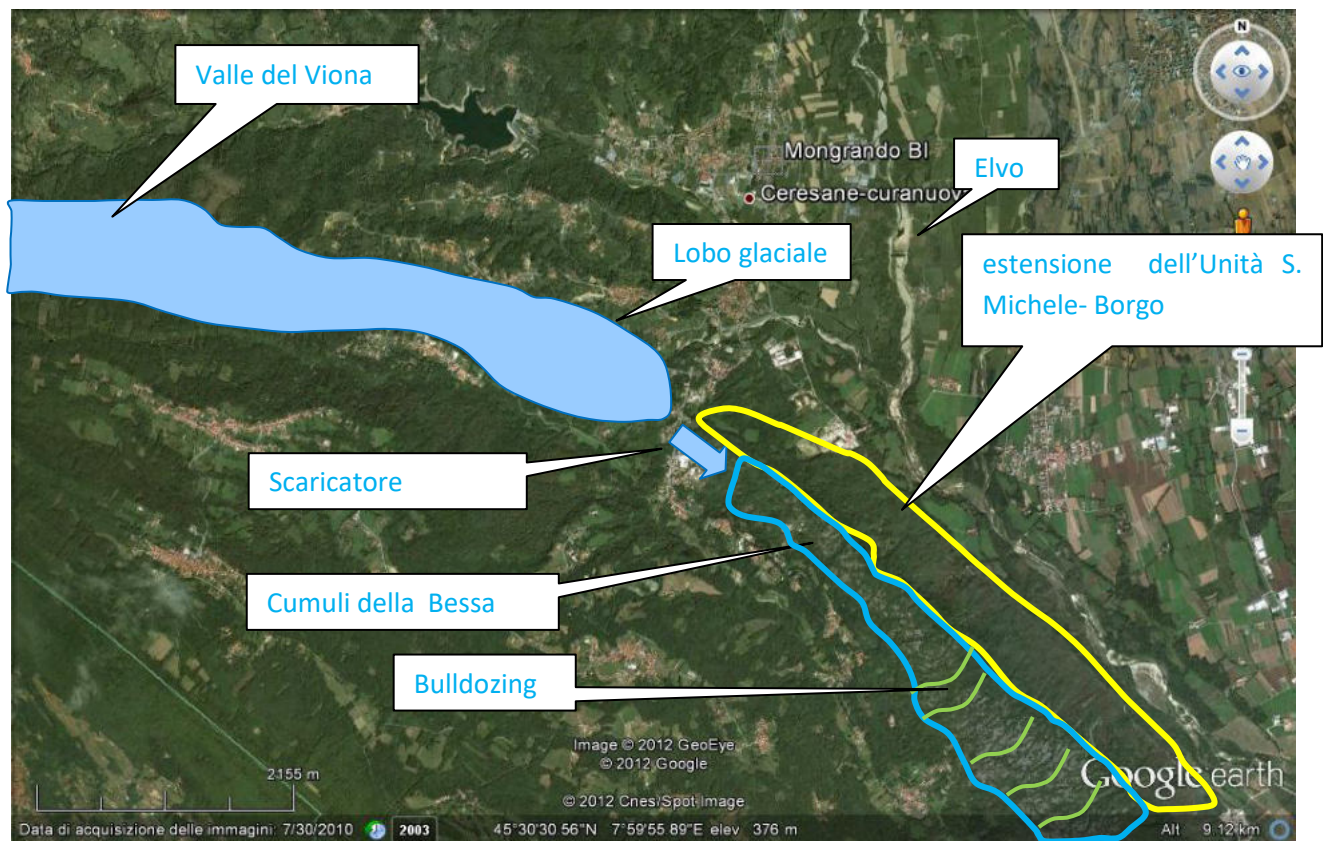 Valle del Viona
N
Mongrando BI
Ceresane-curanuov
Elvo
Lobo glaciale
estensione dell'Unità S.
Michele- Borgo
Scaricatore
Cumuli della Bessa
Bulldozing
Image © 2012 GeoEye
© 2012 Google
2155 m
Google earth
© 2012 Cnes/Spot Image
Data di acquisizione delle immagini: 7/30/2010 2003 45°30'30 56"N 7°59'55 89"E elev 376 m Alt 9.12 km